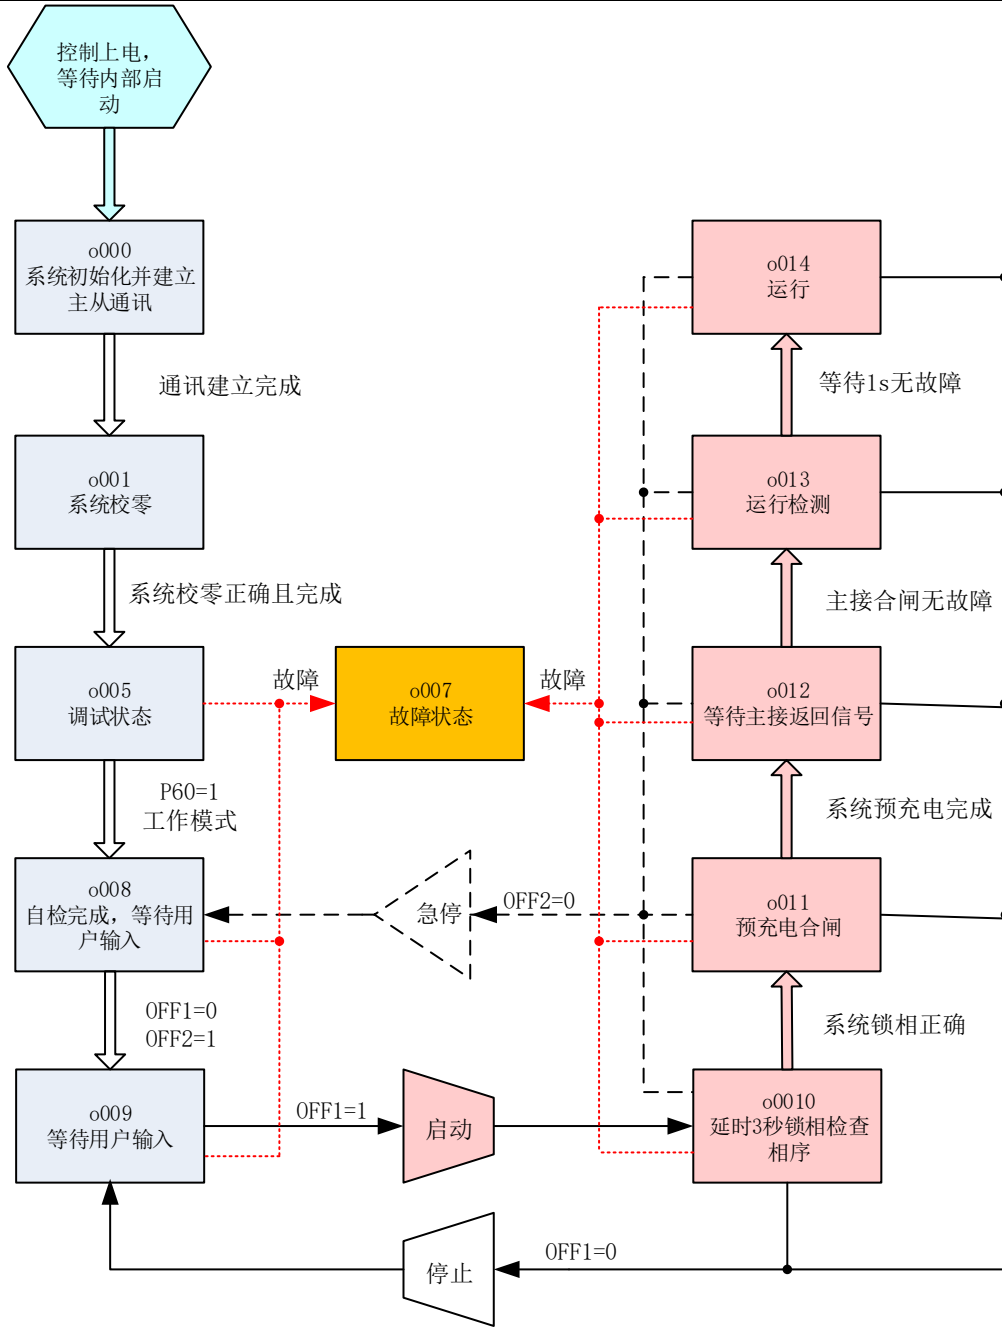 控制上电，
等待内部启
动
o000
系统初始化并建立
主从通讯
通讯建立完成
o001
系统校零
系统校零正确且完成
o005
调试状态
故障
o007
故障状态
故障
P60=1
工作模式
o008
自检完成，等待用
户输入
急停
OFF2=0
OFF1=0
OFF2=1
o009
等待用户输入
OFF1=1
启动
停止
OFF1=0
o014
运行
等待1s无故障
o013
运行检测
主接合闸无故障
o012
等待主接返回信号
系统预充电完成
o011
预充电合闸
系统锁相正确
o0010
延时3秒锁相检查
相序